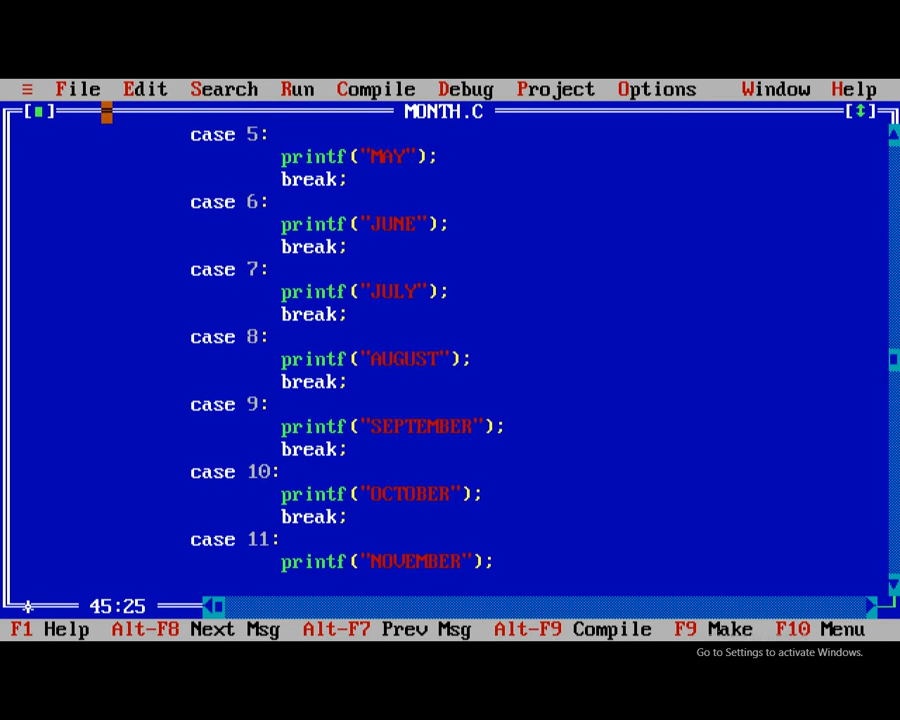 ≡ File Edit Search Run Compile Debug Project Options Window Help
[■] MONTH.C [↕]
case 5:
printf("MAY");
break;
case 6:
printf("JUNE");
break;
case 7:
printf("JULY");
break;
case 8:
printf("AUGUST");
break;
case 9:
printf("SEPTEMBER");
break;
case 10:
printf("OCTOBER");
break;
case 11:
printf("NOVEMBER");
45:25
F1 Help Alt-F8 Next Msg Alt-F7 Prev Msg Alt-F9 Compile F9 Make F10 Menu
Go to Settings to activate Windows.